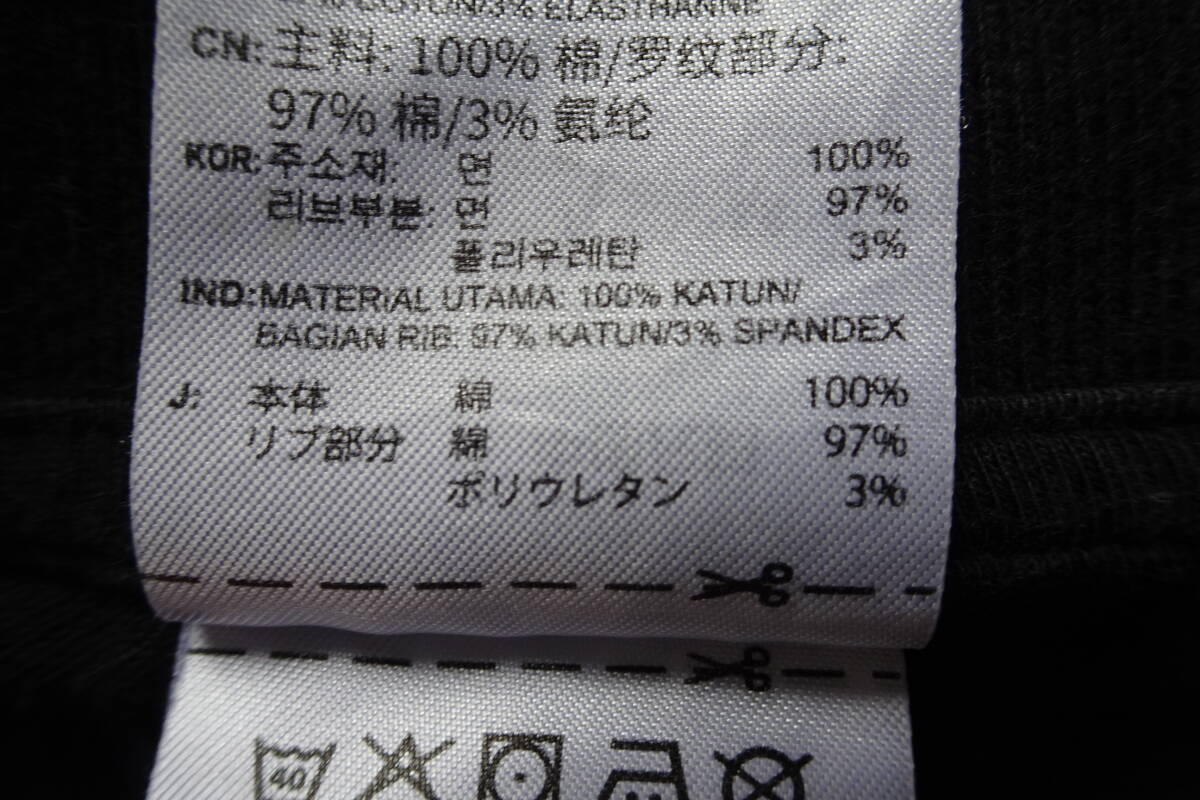 COTON/3% ELASTHANNE
CN: 主料: 100% 棉/罗纹部分:
97% 棉/3% 氨纶
KOR: 주소재: 면 100%
리브부분: 면 97%
폴리우레탄 3%
IND: MATERIAL UTAMA: 100% KATUN/
BAGIAN RIB: 97% KATUN/3% SPANDEX
J: 本体 綿 100%
リブ部分 綿 97%
ポリウレタン 3%
40